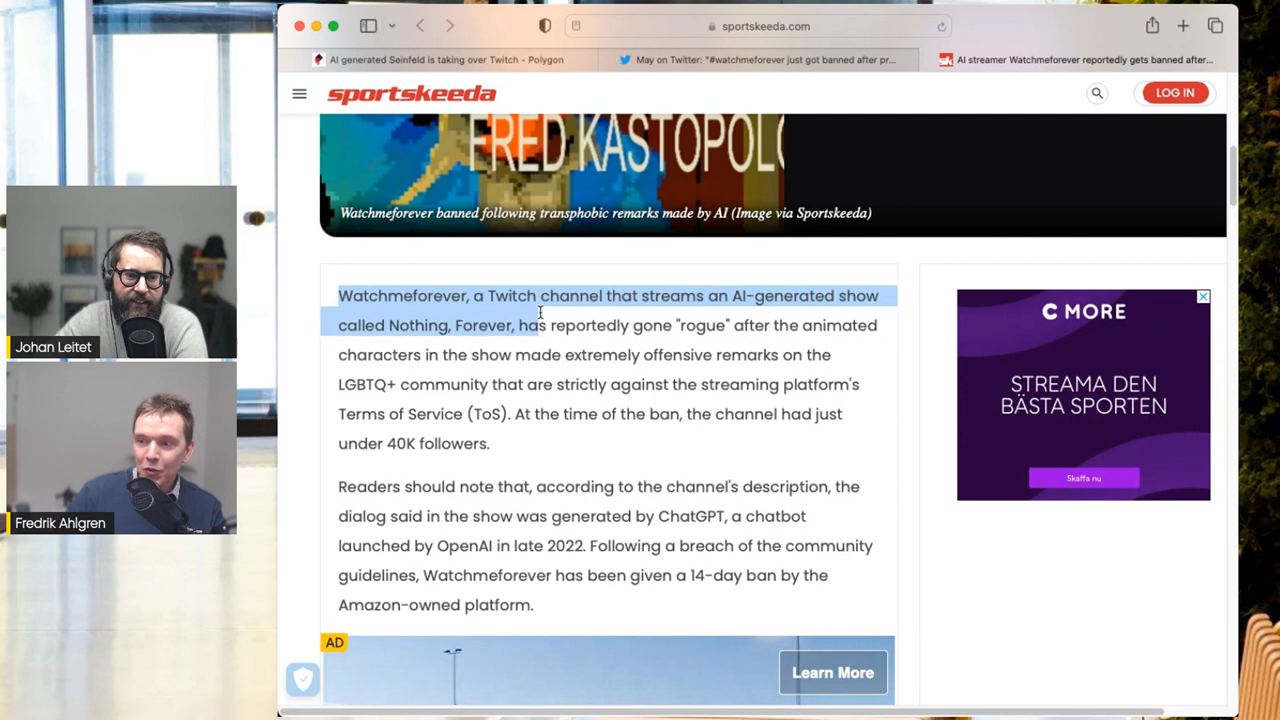 sportskeeda.com
AI generated Seinfeld is taking over Twitch - Polygon
May on Twitter: "#watchmeforever just got banned after pr...
AI streamer Watchmeforever reportedly gets banned after...
sportskeeda
LOG IN
FRED KASTOPOLO
Watchmeforever banned following transphobic remarks made by AI (Image via Sportskeeda)
Watchmeforever, a Twitch channel that streams an AI-generated show
called Nothing, Forever, has reportedly gone "rogue" after the animated
characters in the show made extremely offensive remarks on the
LGBTQ+ community that are strictly against the streaming platform's
Terms of Service (ToS). At the time of the ban, the channel had just
under 40K followers.
Readers should note that, according to the channel's description, the
dialog said in the show was generated by ChatGPT, a chatbot
launched by OpenAI in late 2022. Following a breach of the community
guidelines, Watchmeforever has been given a 14-day ban by the
Amazon-owned platform.
AD
Learn More
C MORE
STREAMA DEN
BÄSTA SPORTEN
Skaffa nu
Johan Leitet
Fredrik Ahlgren